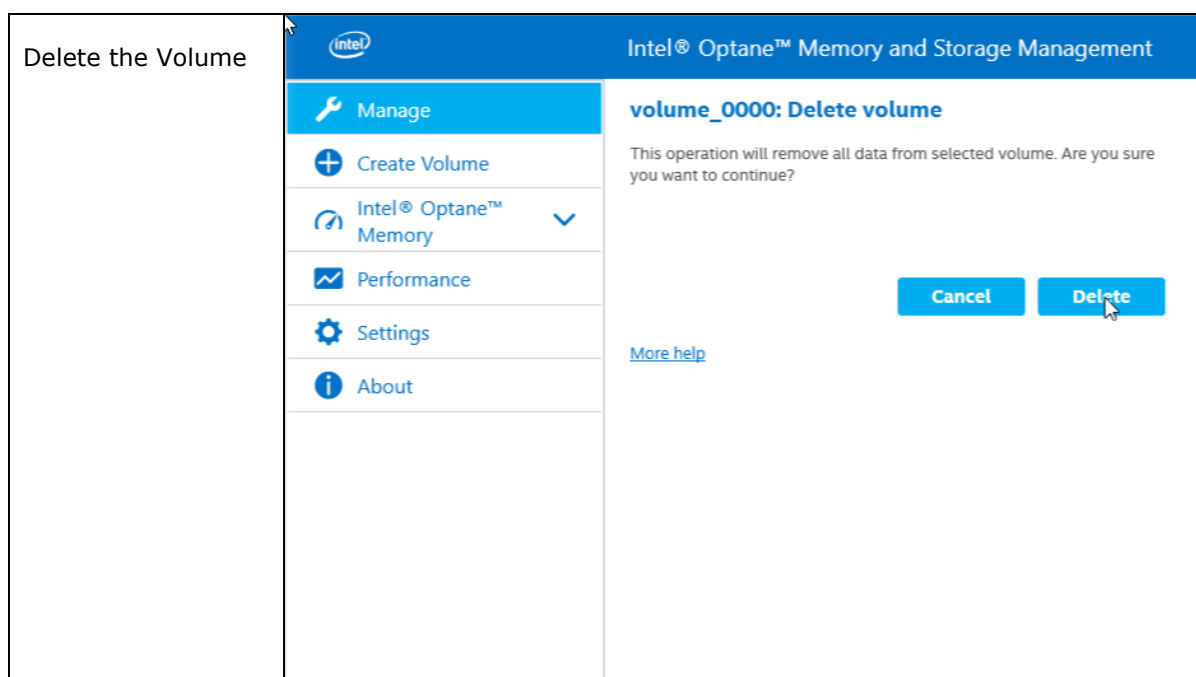 Delete the Volume
intel
Intel® Optane™ Memory and Storage Management
Manage
Create Volume
Intel® Optane™
Memory
Performance
Settings
About
volume_0000: Delete volume
This operation will remove all data from selected volume. Are you sure
you want to continue?
Cancel
Delete
More help